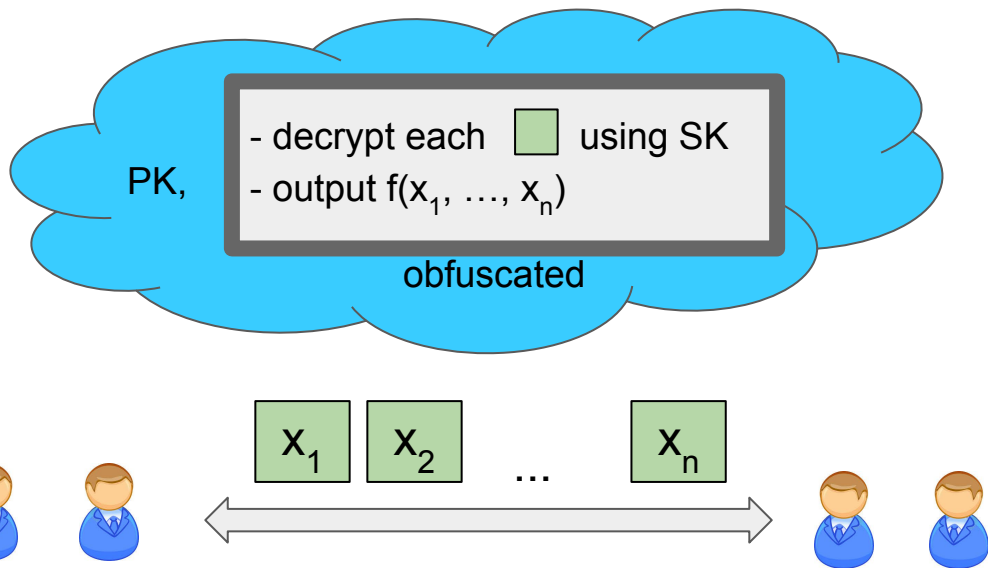 - decrypt each using SK
PK,
- output f(x₁, …, xₙ)
obfuscated
x₁ x₂ ... xₙ